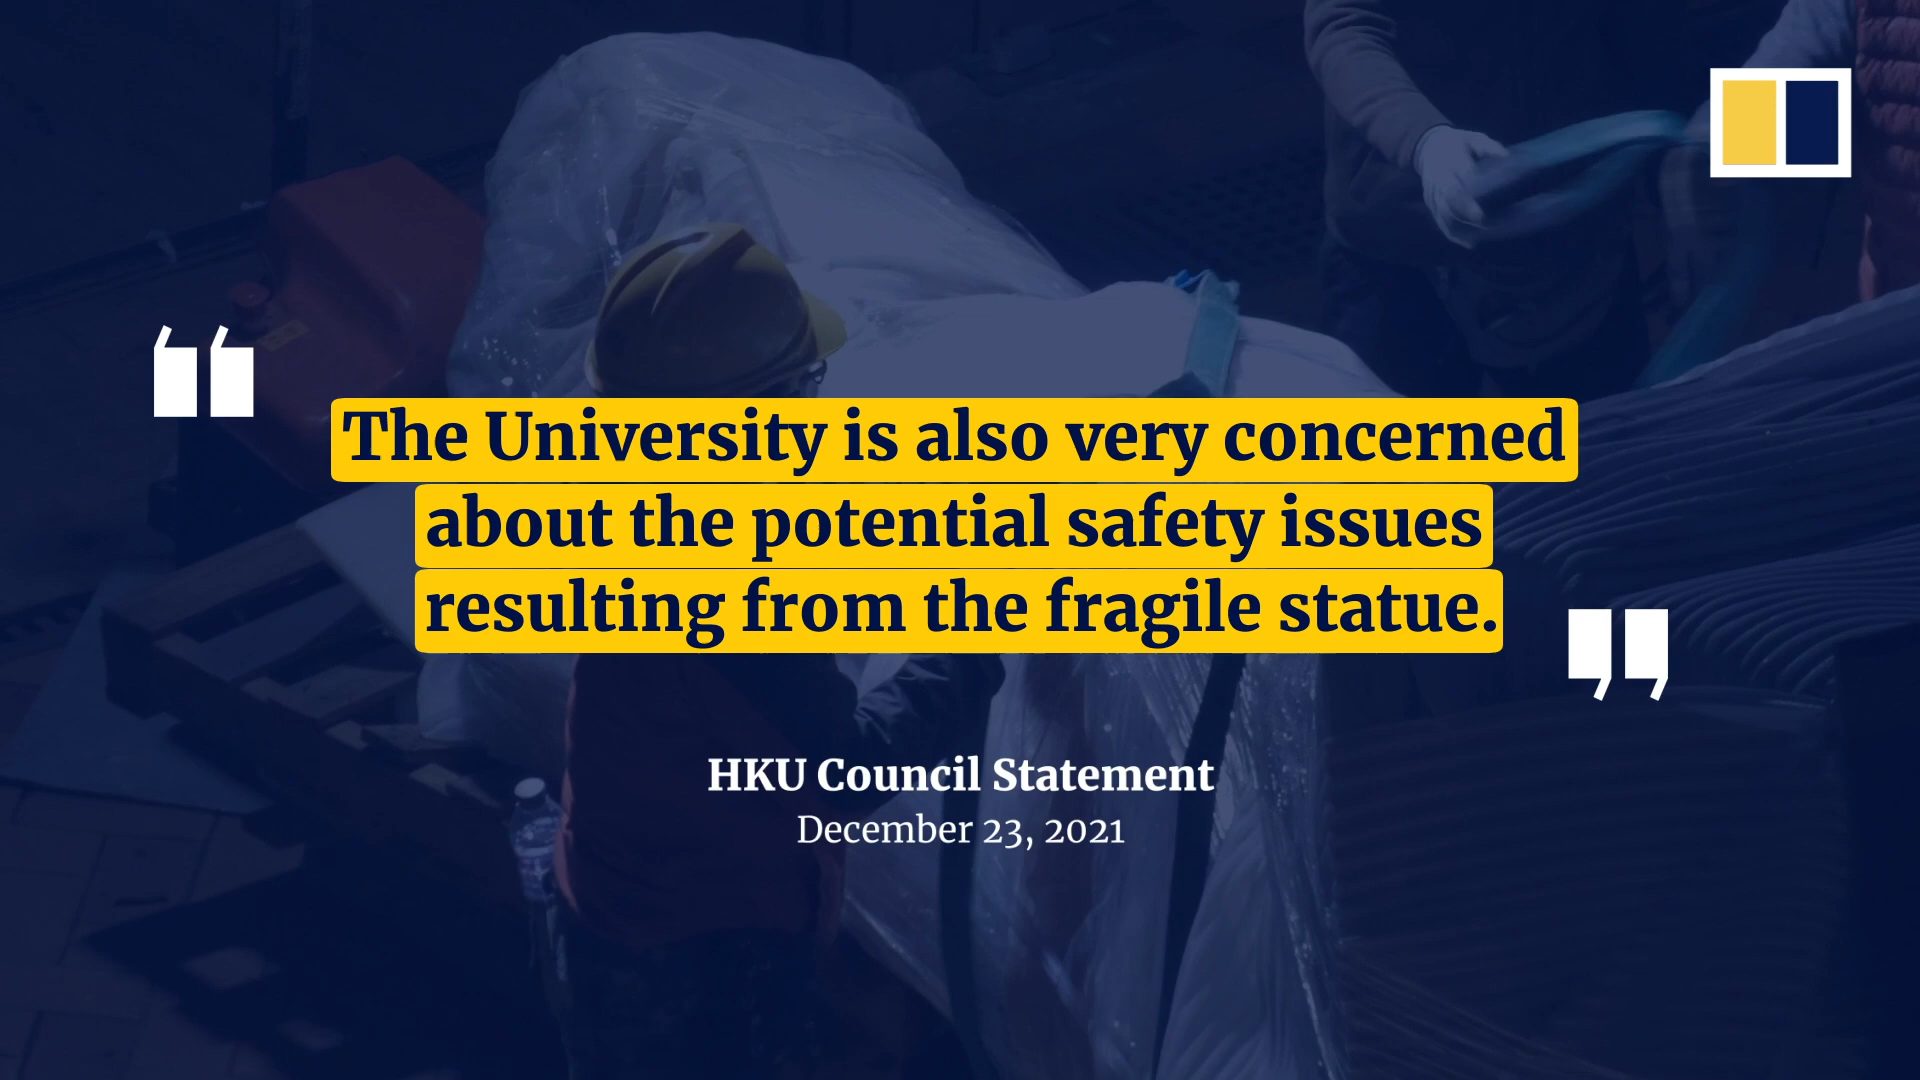 “
The University is also very concerned
about the potential safety issues
resulting from the fragile statue.
”
HKU Council Statement
December 23, 2021